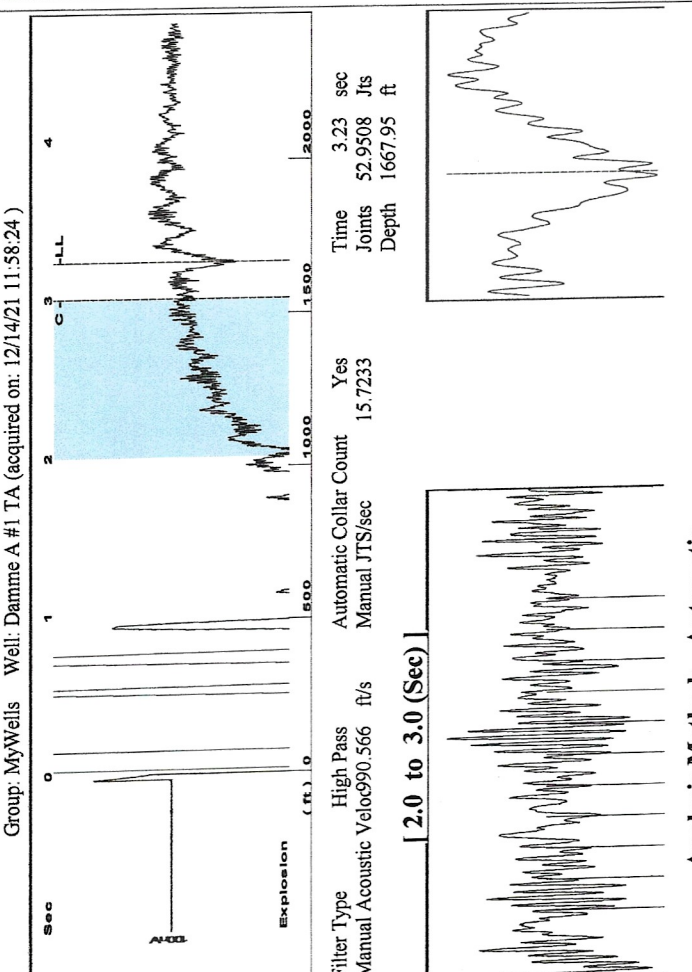 Group: MyWells Well: Damme A #1 TA (acquired on: 12/14/21 11:58:24 )
Sec 0 1 2 3 4
C - -LL
Explosion
( ft ) 0 500 1000 1500 2000
Filter Type High Pass Automatic Collar Count Yes Time 3.23 sec
Manual Acoustic Veloc990.566 ft/s Manual JTS/sec 15.7233 Joints 52.9508 Jts
Depth 1667.95 ft
[ 2.0 to 3.0 (Sec) ]